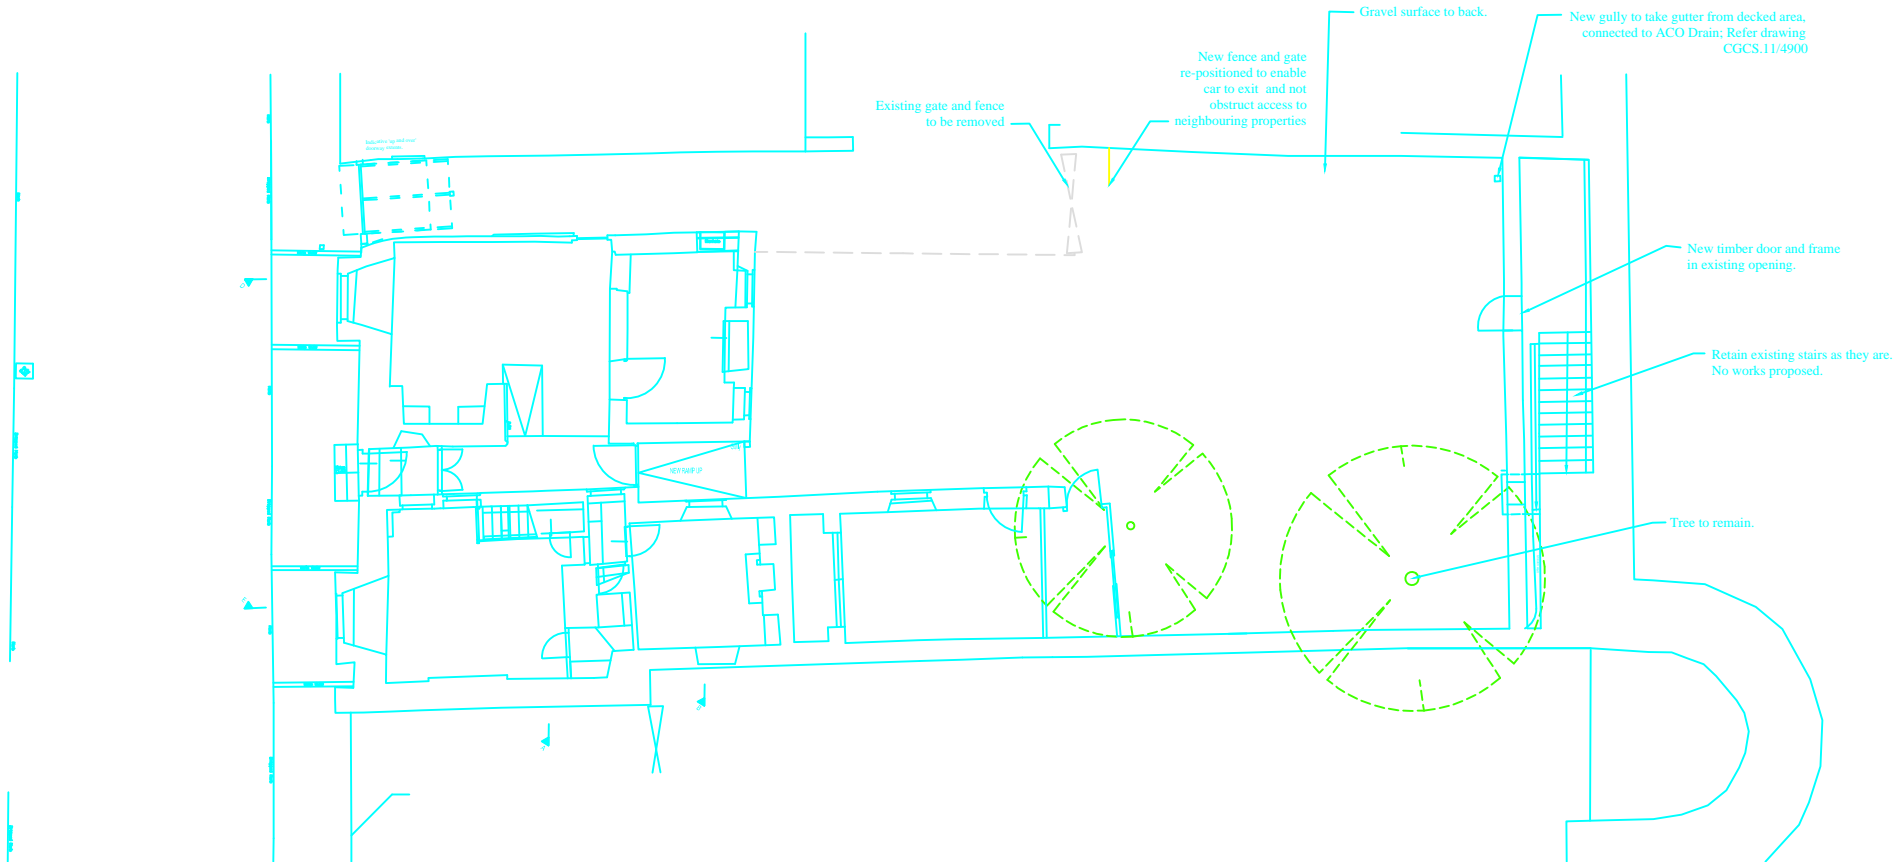 Gravel surface to back.
New gully to take gutter from decked area,
connected to ACO Drain; Refer drawing
CGCS.11/4900
New fence and gate
re-positioned to enable
car to exit and not
obstruct access to
neighbouring properties
Existing gate and fence
to be removed
New timber door and frame
in existing opening.
Retain existing stairs as they are.
No works proposed.
NEW RAMP UP
Tree to remain.